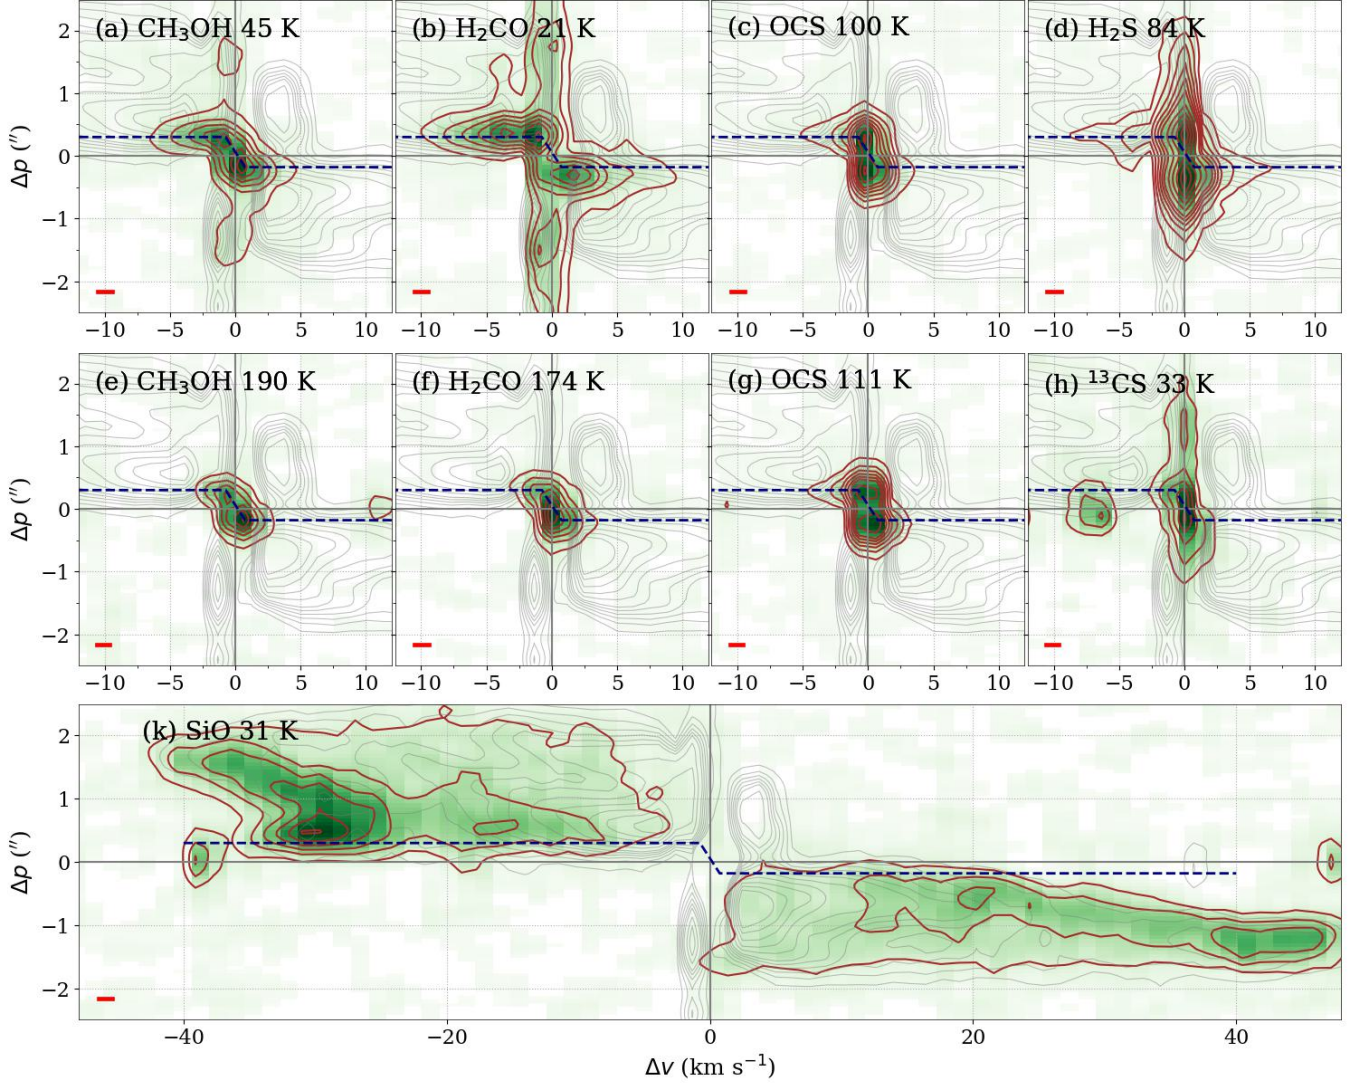 (a) CH₃OH 45 K
(b) H₂CO 21 K
(c) OCS 100 K
(d) H₂S 84 K
2
1
0
−1
−2
Δp (″)
−10 −5 0 5 10
−10 −5 0 5 10
−10 −5 0 5 10
−10 −5 0 5 10
(e) CH₃OH 190 K
(f) H₂CO 174 K
(g) OCS 111 K
(h) ¹³CS 33 K
2
1
0
−1
−2
Δp (″)
−10 −5 0 5 10
−10 −5 0 5 10
−10 −5 0 5 10
−10 −5 0 5 10
(k) SiO 31 K
2
1
0
−1
−2
Δp (″)
−40 −20 0 20 40
Δv (km s⁻¹)